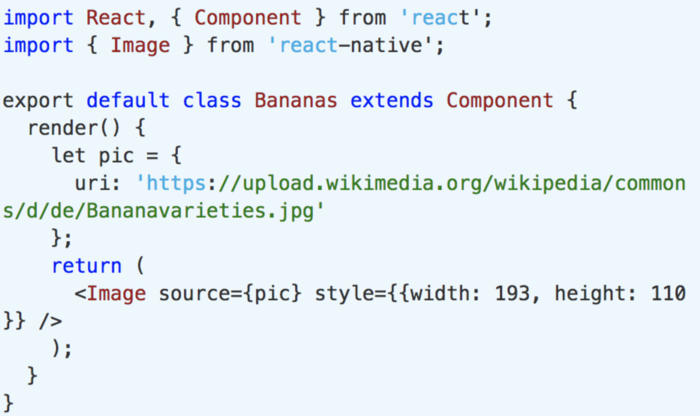 import React, { Component } from 'react';
import { Image } from 'react-native';

export default class Bananas extends Component {
  render() {
    let pic = {
      uri: 'https://upload.wikimedia.org/wikipedia/common
s/d/de/Bananavarieties.jpg'
    };
    return (
      <Image source={pic} style={{width: 193, height: 110
}} />
    );
  }
}